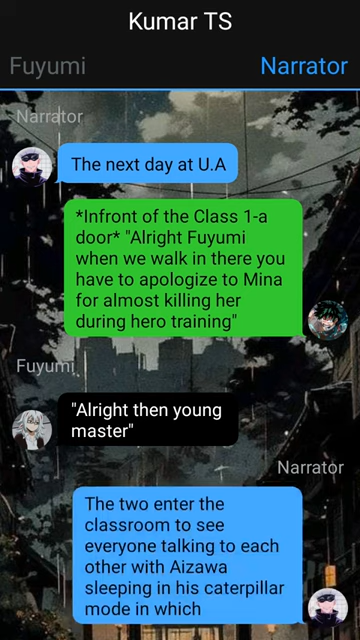 Kumar TS
Fuyumi
Narrator
Narrator
The next day at U.A
*Infront of the Class 1-a
door* "Alright Fuyumi
when we walk in there you
have to apologize to Mina
for almost killing her
during hero training"
Fuyumi
"Alright then young
master"
Narrator
The two enter the
classroom to see
everyone talking to each
other with Aizawa
sleeping in his caterpillar
mode in which